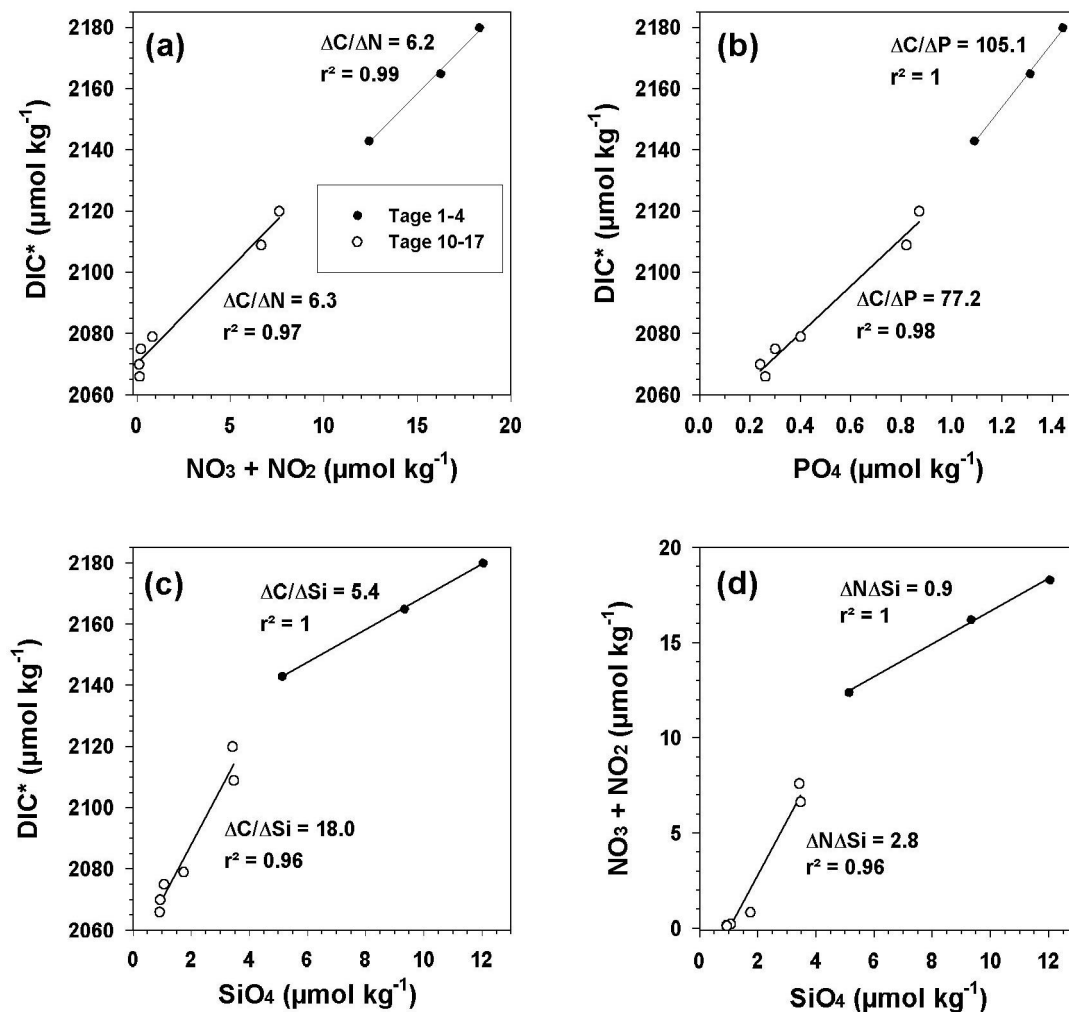 (a)
ΔC/ΔN = 6.2
r² = 0.99
Tage 1-4
Tage 10-17
ΔC/ΔN = 6.3
r² = 0.97
DIC* (µmol kg-1)
2180
2160
2140
2120
2100
2080
2060
0 5 10 15 20
NO3 + NO2 (µmol kg-1)
(b)
ΔC/ΔP = 105.1
r² = 1
ΔC/ΔP = 77.2
r² = 0.98
DIC* (µmol kg-1)
2180
2160
2140
2120
2100
2080
2060
0.0 0.2 0.4 0.6 0.8 1.0 1.2 1.4
PO4 (µmol kg-1)
(c)
ΔC/ΔSi = 5.4
r² = 1
ΔC/ΔSi = 18.0
r² = 0.96
DIC* (µmol kg-1)
2180
2160
2140
2120
2100
2080
2060
0 2 4 6 8 10 12
SiO4 (µmol kg-1)
(d)
ΔNΔSi = 0.9
r² = 1
ΔNΔSi = 2.8
r² = 0.96
NO3 + NO2 (µmol kg-1)
20
15
10
5
0
0 2 4 6 8 10 12
SiO4 (µmol kg-1)